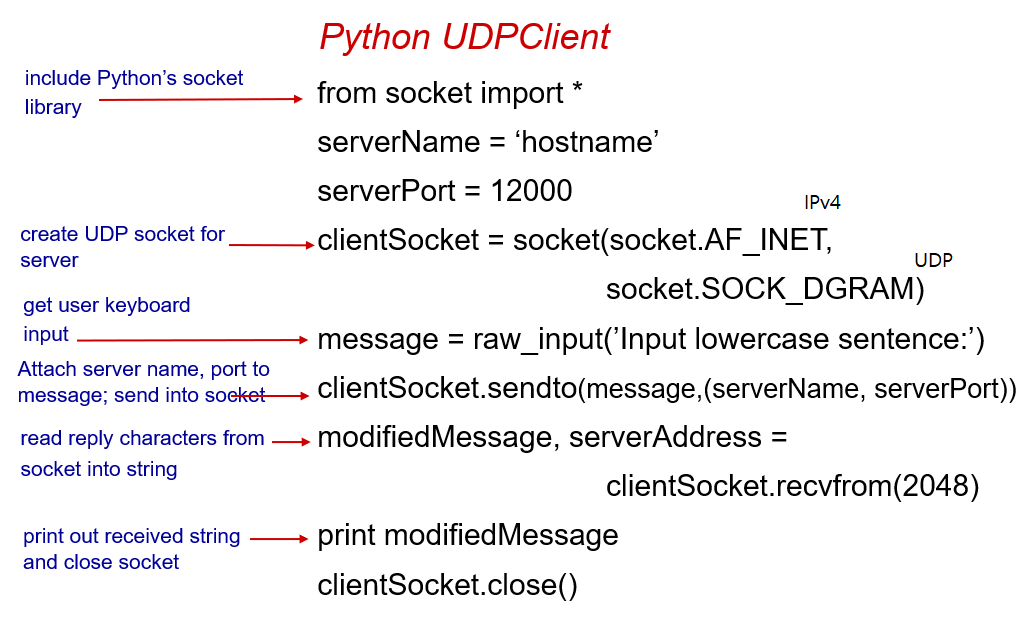 Python UDPClient
include Python’s socket
library
from socket import *
serverName = ‘hostname’
serverPort = 12000
IPv4
create UDP socket for
server
clientSocket = socket(socket.AF_INET,
UDP
socket.SOCK_DGRAM)
get user keyboard
input
message = raw_input(’Input lowercase sentence:’)
Attach server name, port to
message; send into socket
clientSocket.sendto(message,(serverName, serverPort))
read reply characters from
socket into string
modifiedMessage, serverAddress =
clientSocket.recvfrom(2048)
print out received string
and close socket
print modifiedMessage
clientSocket.close()